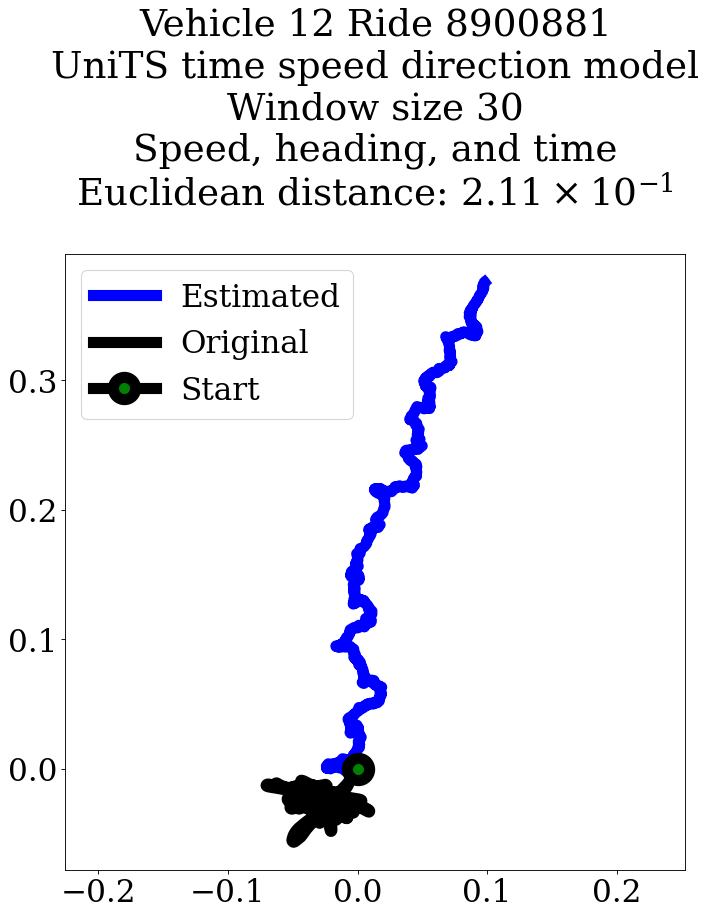 Vehicle 12 Ride 8900881
UniTS time speed direction model
Window size 30
Speed, heading, and time
Euclidean distance: 2.11 × 10⁻¹
Estimated
Original
Start
0.3
0.2
0.1
0.0
−0.2 −0.1 0.0 0.1 0.2